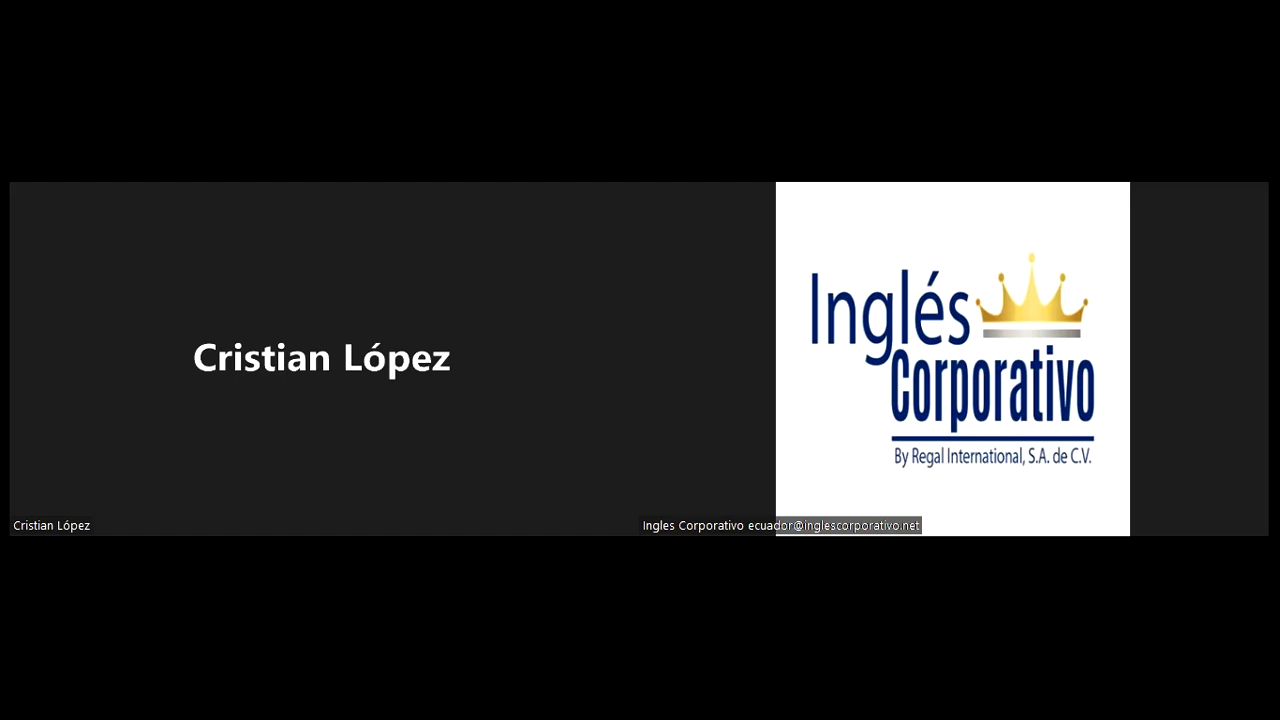 Cristian López
Inglés
Corporativo
By Regal International, S.A. de C.V.
Cristian López
Ingles Corporativo ecuador@inglescorporativo.net